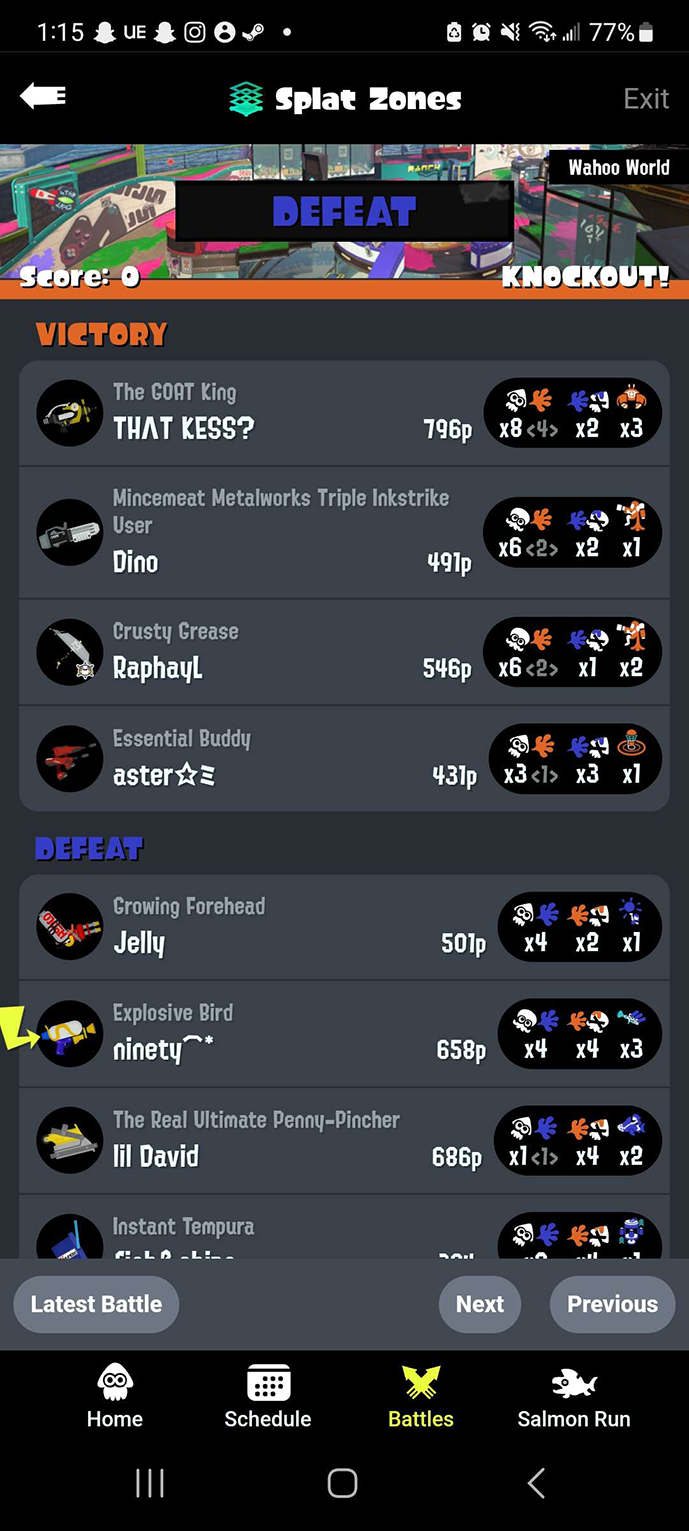 1:15 UE 77%
Splat Zones Exit
Wahoo World
DEFEAT
Score: 0 KNOCKOUT!
VICTORY
The GOAT King
THAT KESS? 796p x8 <4> x2 x3
Mincemeat Metalworks Triple Inkstrike
User
Dino 491p x6 <2> x2 x1
Crusty Grease
RaphayL 546p x6 <2> x1 x2
Essential Buddy
aster☆ミ 431p x3 <1> x3 x1
DEFEAT
Growing Forehead
Jelly 501p x4 x2 x1
Explosive Bird
ninety⌒* 658p x4 x4 x3
The Real Ultimate Penny-Pincher
lil David 686p x1 <1> x4 x2
Instant Tempura
Latest Battle Next Previous
Home Schedule Battles Salmon Run